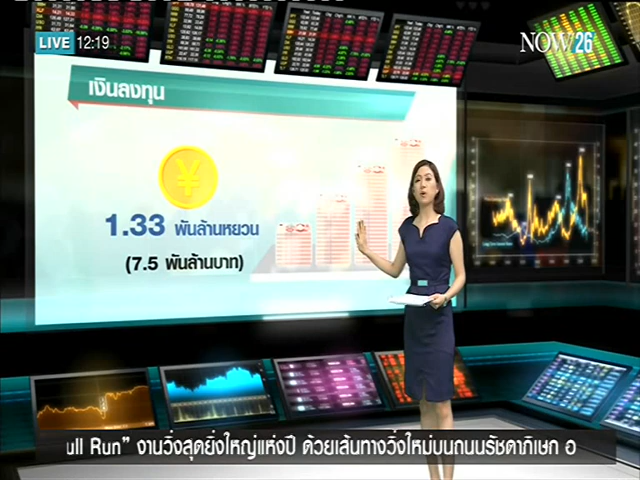 LIVE 12:19
NOW26
เงินลงทุน
¥
1.33 พันล้านหยวน
(7.5 พันล้านบาท)
ull Run” งานวิ่งสุดยิ่งใหญ่แห่งปี ด้วยเส้นทางวิ่งใหม่บนถนนรัชดาภิเษก อ